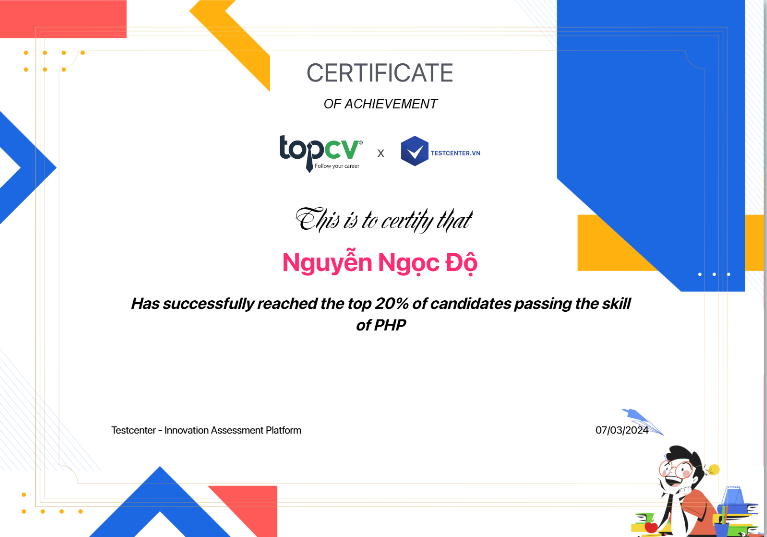 CERTIFICATE
OF ACHIEVEMENT
topcv®
Follow your career
x
TESTCENTER.VN
This is to certify that
Nguyễn Ngọc Độ
Has successfully reached the top 20% of candidates passing the skill
of PHP
Testcenter - Innovation Assessment Platform
07/03/2024